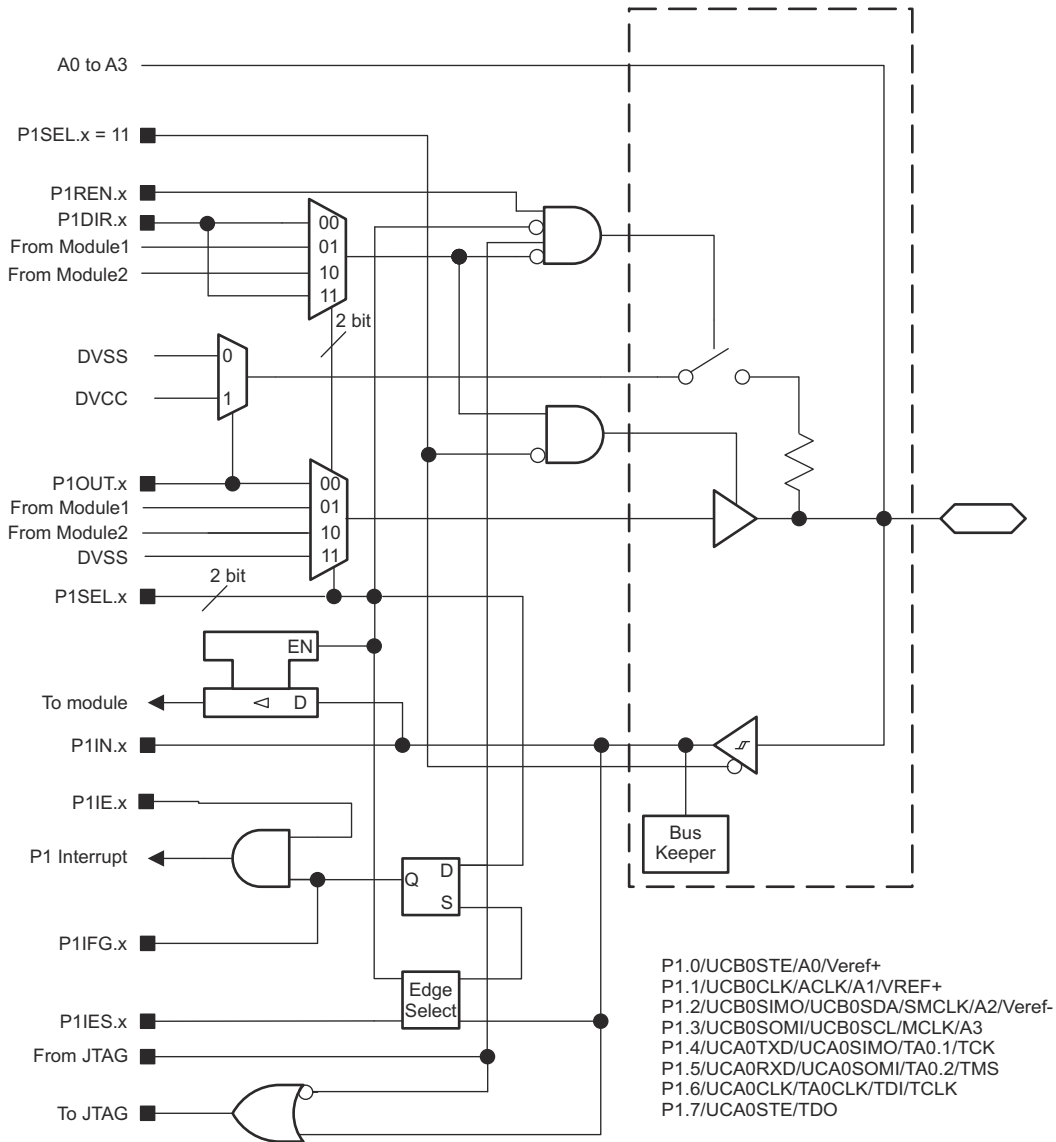 A0 to A3
P1SEL.x = 11
P1REN.x
P1DIR.x
From Module1
From Module2
00
01
10
11
2 bit
DVSS
DVCC
0
1
P1OUT.x
From Module1
From Module2
DVSS
00
01
10
11
2 bit
P1SEL.x
EN
To module
D
P1IN.x
P1IE.x
Bus
Keeper
P1 Interrupt
Q
D
S
P1IFG.x
Edge
Select
P1IES.x
From JTAG
To JTAG
P1.0/UCB0STE/A0/Veref+
P1.1/UCB0CLK/ACLK/A1/VREF+
P1.2/UCB0SIMO/UCB0SDA/SMCLK/A2/Veref-
P1.3/UCB0SOMI/UCB0SCL/MCLK/A3
P1.4/UCA0TXD/UCA0SIMO/TA0.1/TCK
P1.5/UCA0RXD/UCA0SOMI/TA0.2/TMS
P1.6/UCA0CLK/TA0CLK/TDI/TCLK
P1.7/UCA0STE/TDO